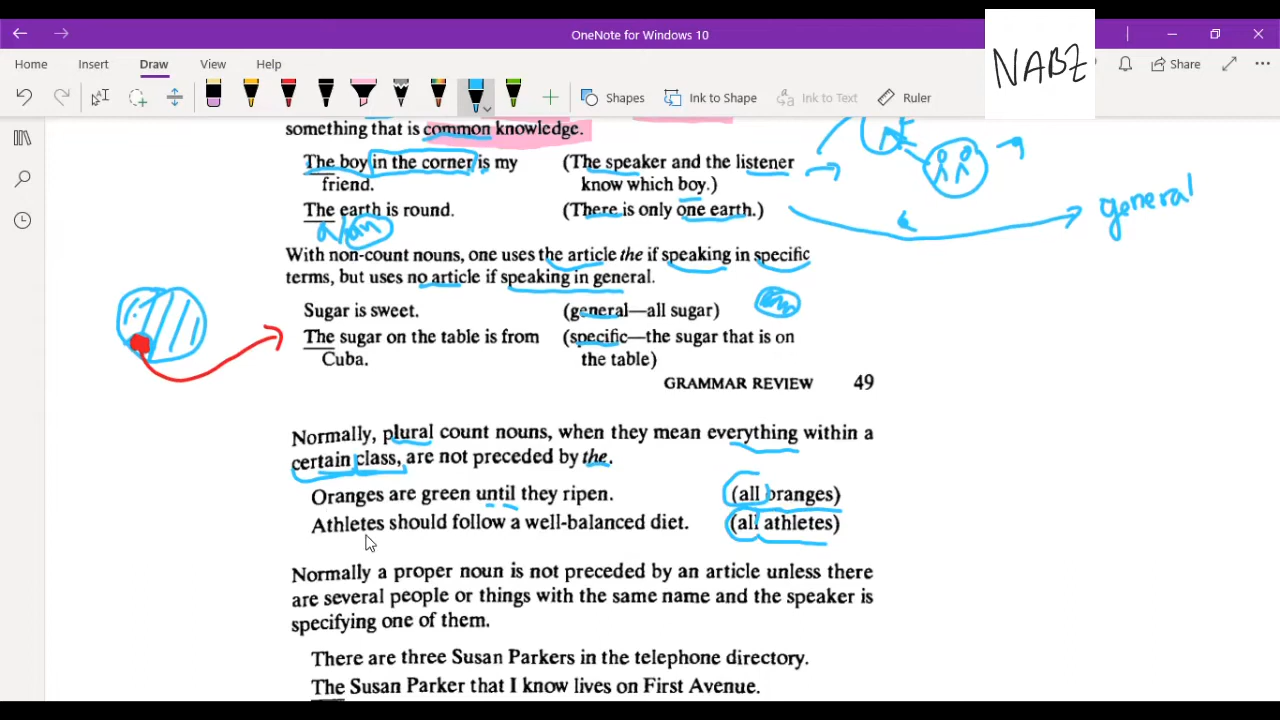 OneNote for Windows 10
NABZ
Home Insert Draw View Help
Share
Shapes Ink to Shape Ink to Text Ruler
something that is common knowledge.
The boy in the corner is my (The speaker and the listener
friend. know which boy.)
The earth is round. (There is only one earth.)
general
a/an
With non-count nouns, one uses the article the if speaking in specific
terms, but uses no article if speaking in general.
Sugar is sweet. (general—all sugar)
The sugar on the table is from (specific—the sugar that is on
Cuba. the table)
GRAMMAR REVIEW 49
Normally, plural count nouns, when they mean everything within a
certain class, are not preceded by the.
Oranges are green until they ripen. (all oranges)
Athletes should follow a well-balanced diet. (all athletes)
Normally a proper noun is not preceded by an article unless there
are several people or things with the same name and the speaker is
specifying one of them.
There are three Susan Parkers in the telephone directory.
The Susan Parker that I know lives on First Avenue.